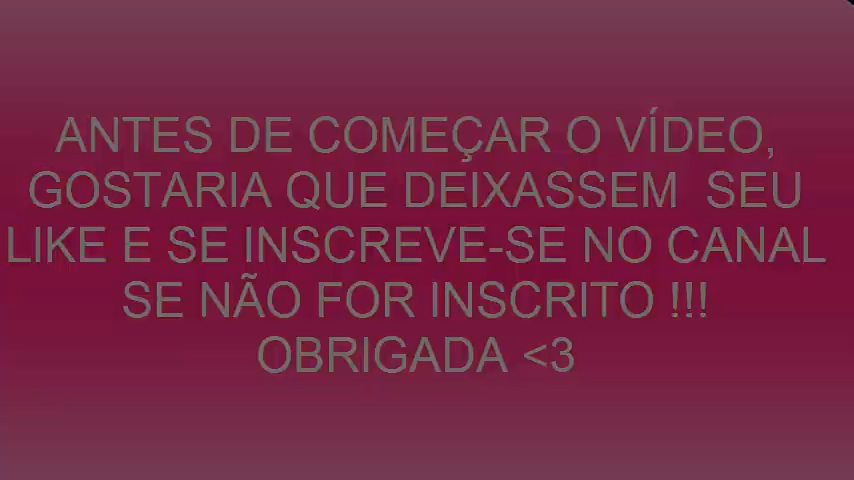 ANTES DE COMEÇAR O VÍDEO,
GOSTARIA QUE DEIXASSEM SEU
LIKE E SE INSCREVE-SE NO CANAL
SE NÃO FOR INSCRITO !!!
OBRIGADA <3